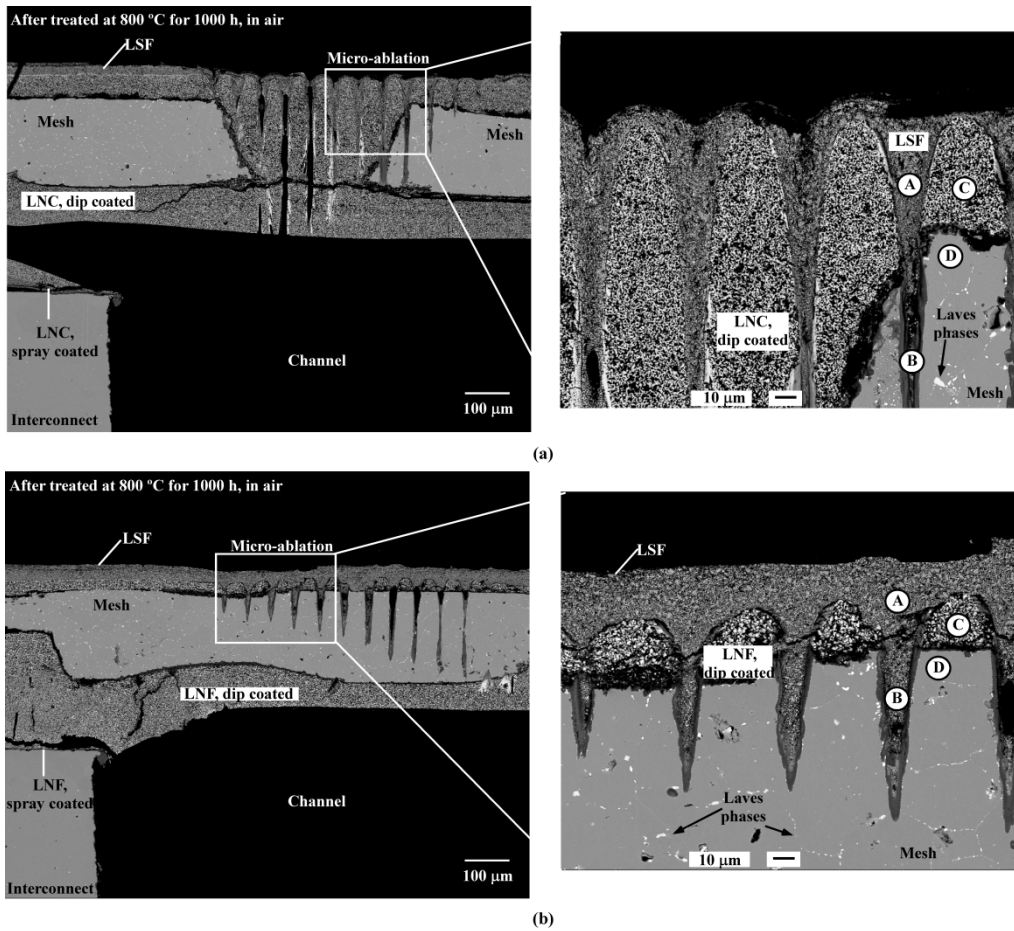 After treated at 800 °C for 1000 h, in air
LSF
Micro-ablation
Mesh
Mesh
LNC, dip coated
LNC,
spray coated
Channel
Interconnect
100 µm
LSF
A
C
D
LNC,
dip coated
Laves
phases
B
10 µm
Mesh
(a)
After treated at 800 °C for 1000 h, in air
LSF
Micro-ablation
Mesh
LNF, dip coated
LNF,
spray coated
Channel
Interconnect
100 µm
LSF
A
C
LNF,
dip coated
D
B
Laves
phases
10 µm
Mesh
(b)